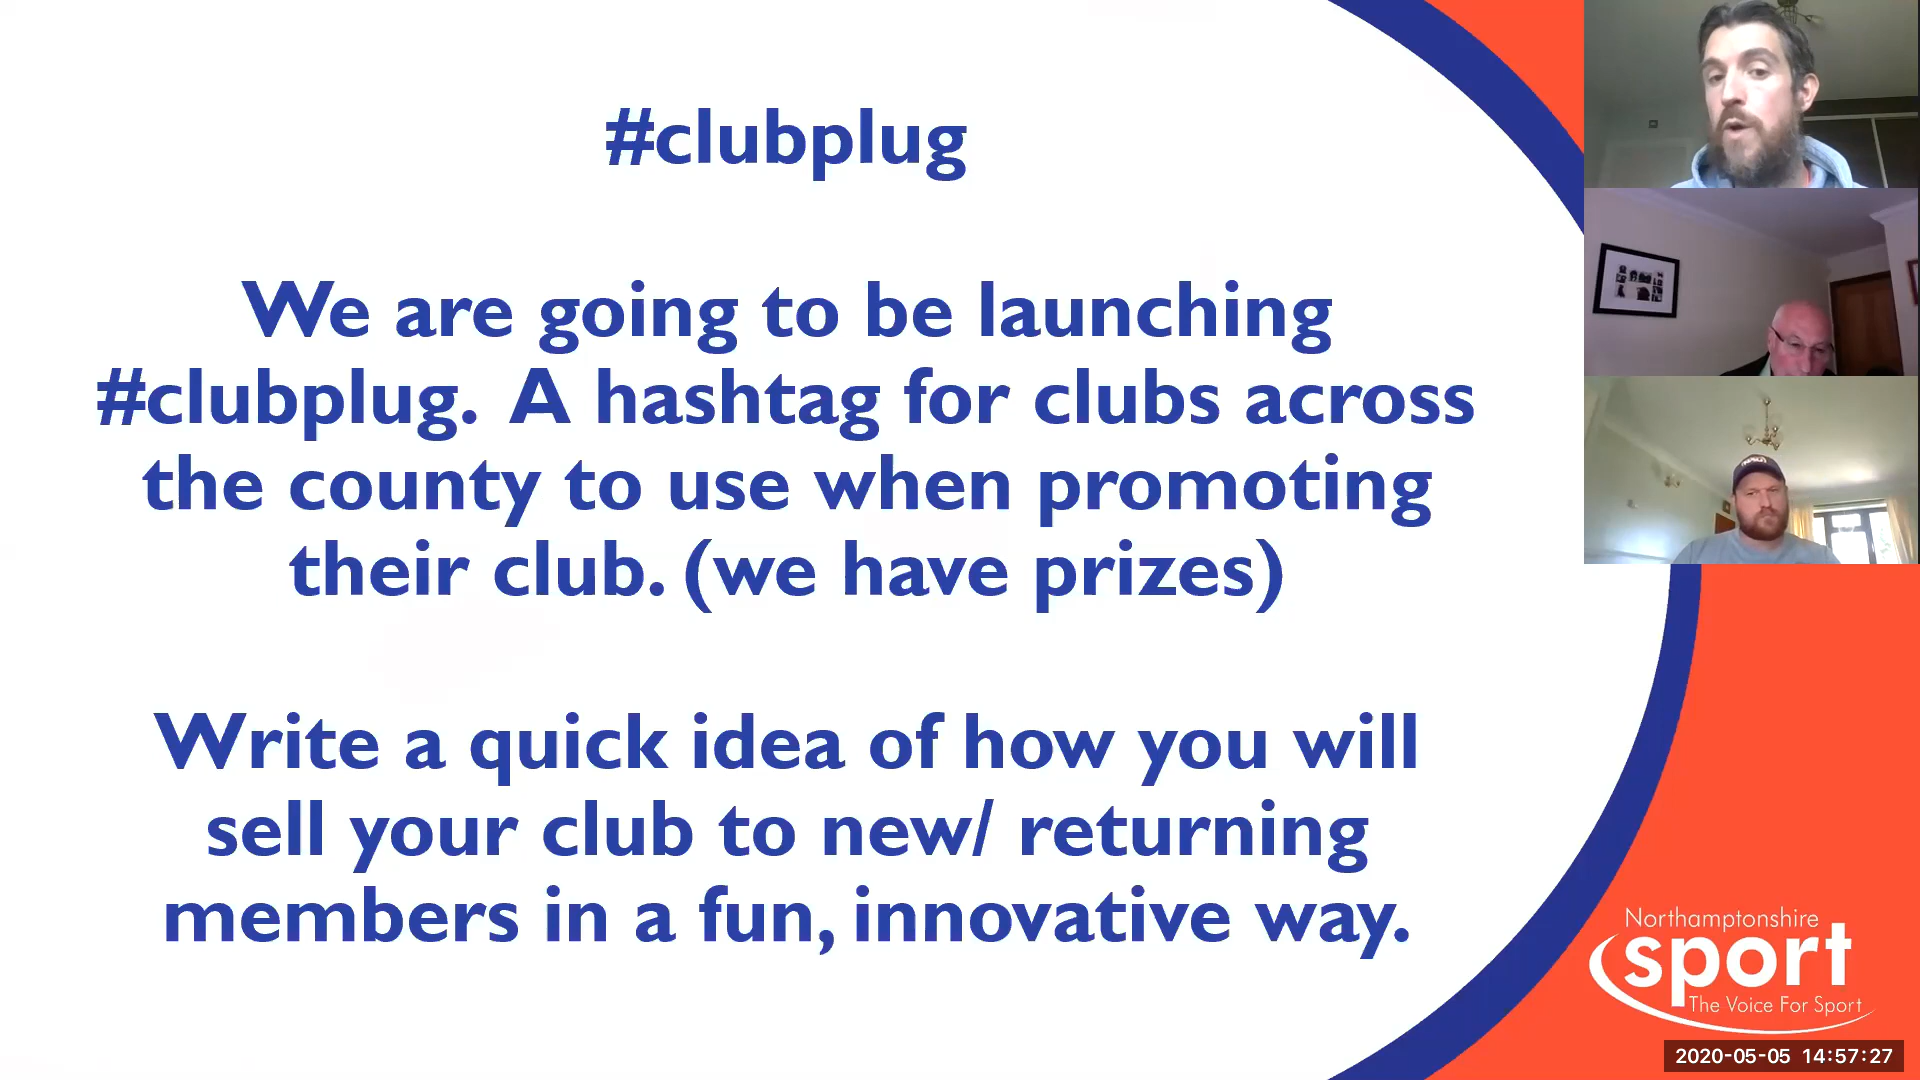 #clubplug
We are going to be launching
#clubplug. A hashtag for clubs across
the county to use when promoting
their club. (we have prizes)
Write a quick idea of how you will
sell your club to new/ returning
members in a fun, innovative way.
Northamptonshire
sport
The Voice For Sport
2020-05-05 14:57:27